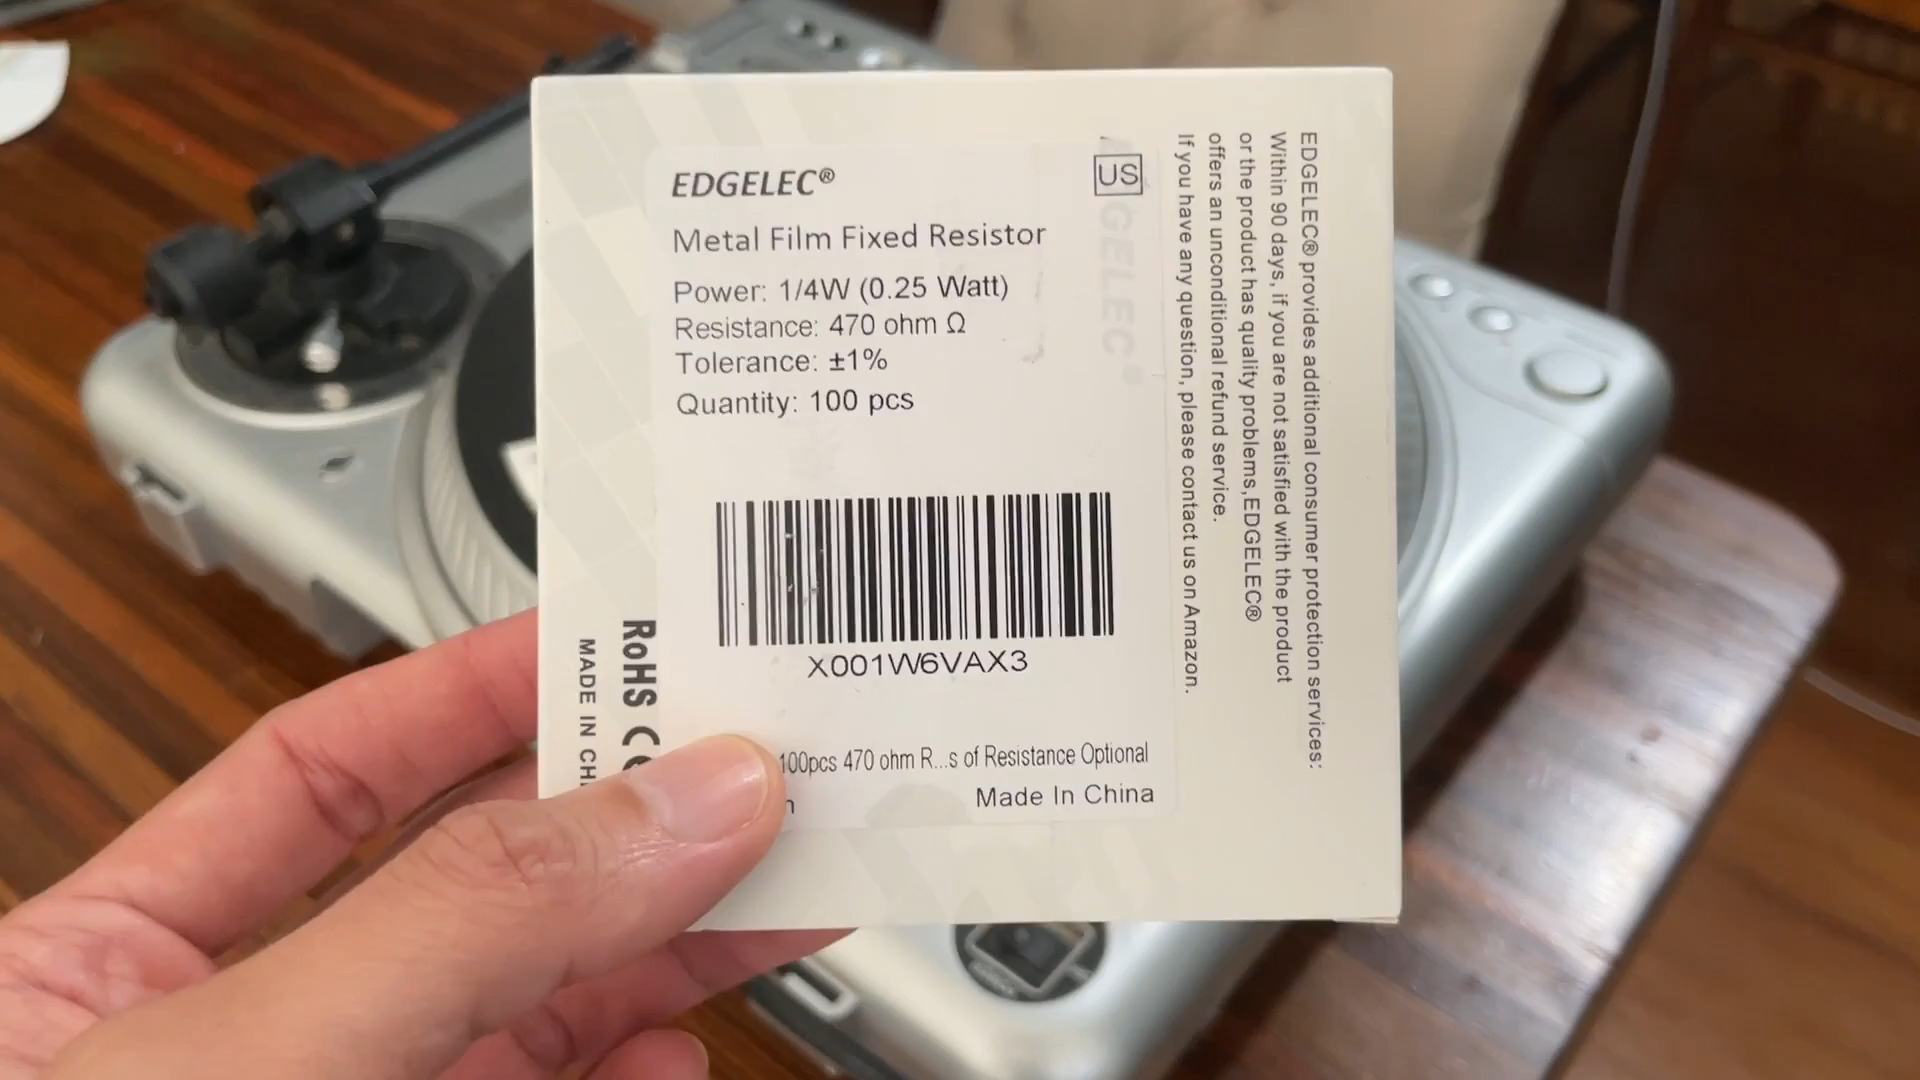 EDGELEC®
US
Metal Film Fixed Resistor
Power: 1/4W (0.25 Watt)
Resistance: 470 ohm Ω
Tolerance: ±1%
Quantity: 100 pcs
X001W6VAX3
100pcs 470 ohm R...s of Resistance Optional
Made In China
EDGELEC® provides additional consumer protection services:
Within 90 days, if you are not satisfied with the product
or the product has quality problems,EDGELEC®
offers an unconditional refund service.
If you have any question, please contact us on Amazon.
RoHS CE
MADE IN